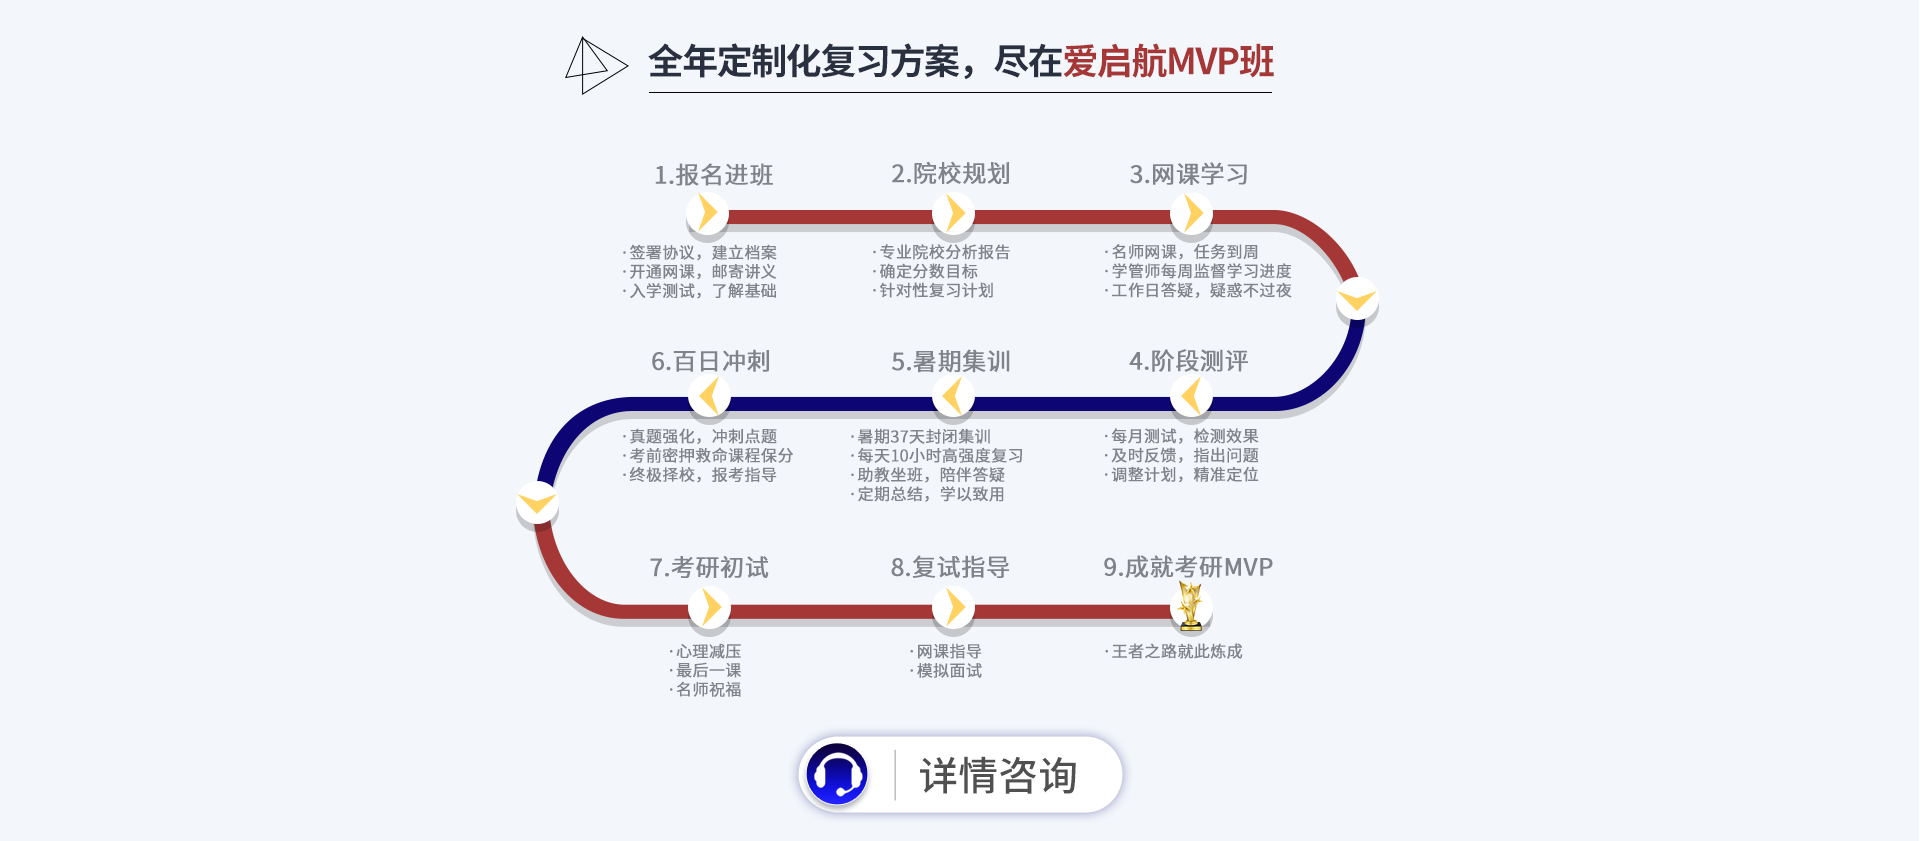 全年定制化复习方案，尽在爱启航MVP班
1.报名进班
·签署协议，建立档案
·开通网课，邮寄讲义
·入学测试，了解基础
2.院校规划
·专业院校分析报告
·确定分数目标
·针对性复习计划
3.网课学习
·名师网课，任务到周
·学管师每周监督学习进度
·工作日答疑，疑惑不过夜
4.阶段测评
·每月测试，检测效果
·及时反馈，指出问题
·调整计划，精准定位
5.暑期集训
·暑期37天封闭集训
·每天10小时高强度复习
·助教坐班，陪伴答疑
·定期总结，学以致用
6.百日冲刺
·真题强化，冲刺点题
·考前密押救命课程保分
·终极择校，报考指导
7.考研初试
·心理减压
·最后一课
·名师祝福
8.复试指导
·网课指导
·模拟面试
9.成就考研MVP
·王者之路就此炼成
详情咨询